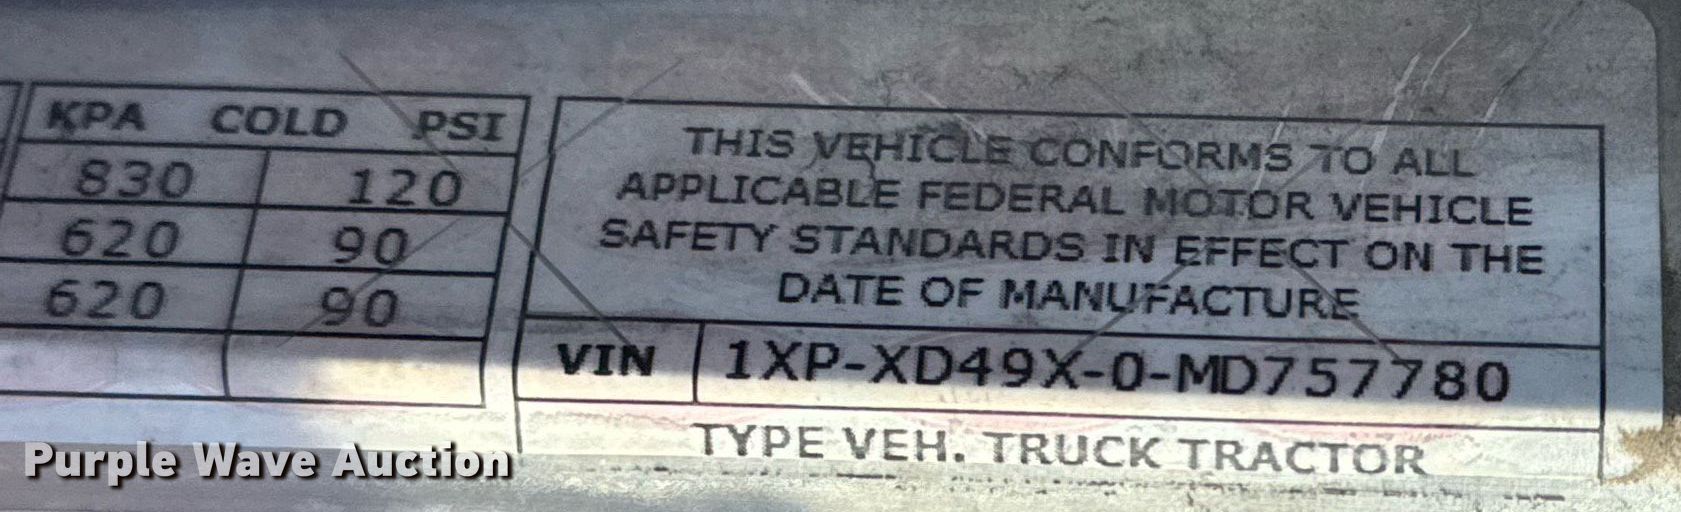 KPA COLD PSI
830 120
620 90
620 90
THIS VEHICLE CONFORMS TO ALL
APPLICABLE FEDERAL MOTOR VEHICLE
SAFETY STANDARDS IN EFFECT ON THE
DATE OF MANUFACTURE
VIN 1XP-XD49X-0-MD757780
TYPE VEH. TRUCK TRACTOR
Purple Wave Auction